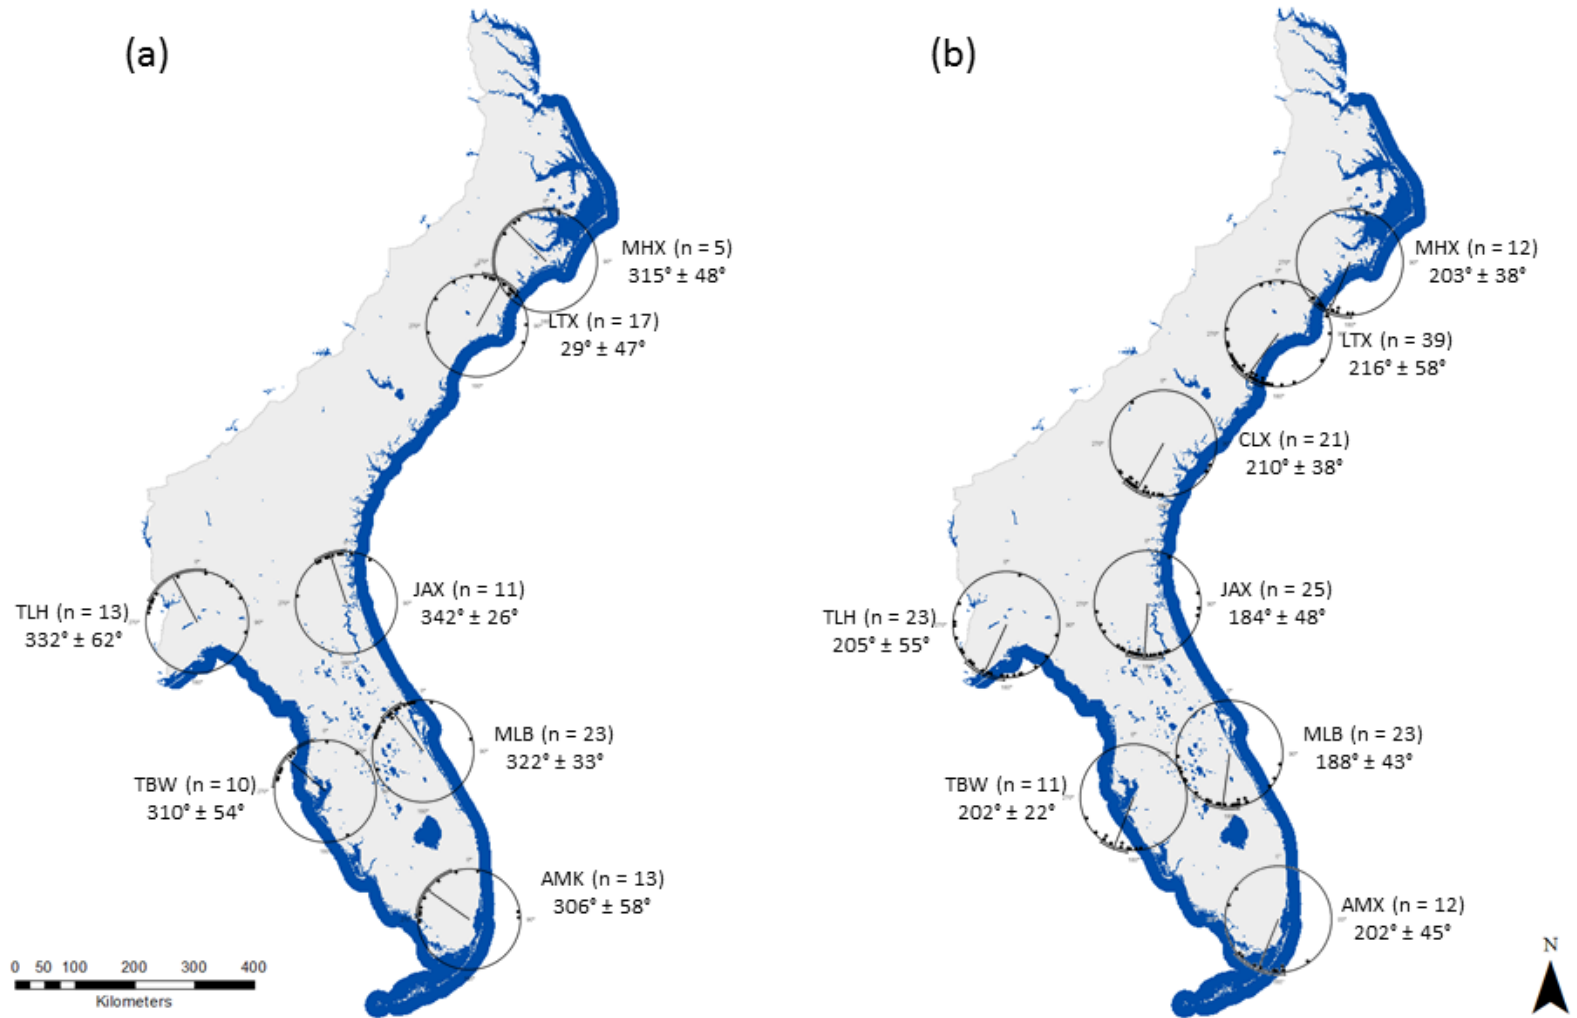 (a)
MHX (n = 5)
315° ± 48°
LTX (n = 17)
29° ± 47°
JAX (n = 11)
342° ± 26°
TLH (n = 13)
332° ± 62°
MLB (n = 23)
322° ± 33°
TBW (n = 10)
310° ± 54°
AMK (n = 13)
306° ± 58°
0 50 100 200 300 400
Kilometers
(b)
MHX (n = 12)
203° ± 38°
LTX (n = 39)
216° ± 58°
CLX (n = 21)
210° ± 38°
JAX (n = 25)
184° ± 48°
TLH (n = 23)
205° ± 55°
MLB (n = 23)
188° ± 43°
TBW (n = 11)
202° ± 22°
AMX (n = 12)
202° ± 45°
N